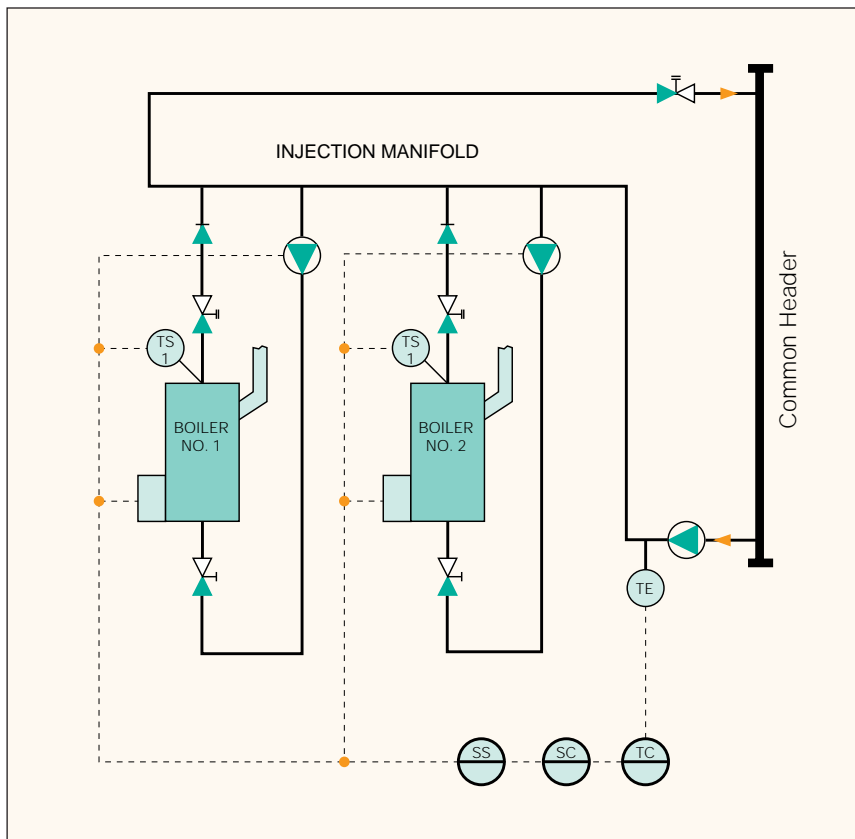 INJECTION MANIFOLD
Common Header
TS
1
TS
1
BOILER
NO. 1
BOILER
NO. 2
TE
SS
SC
TC